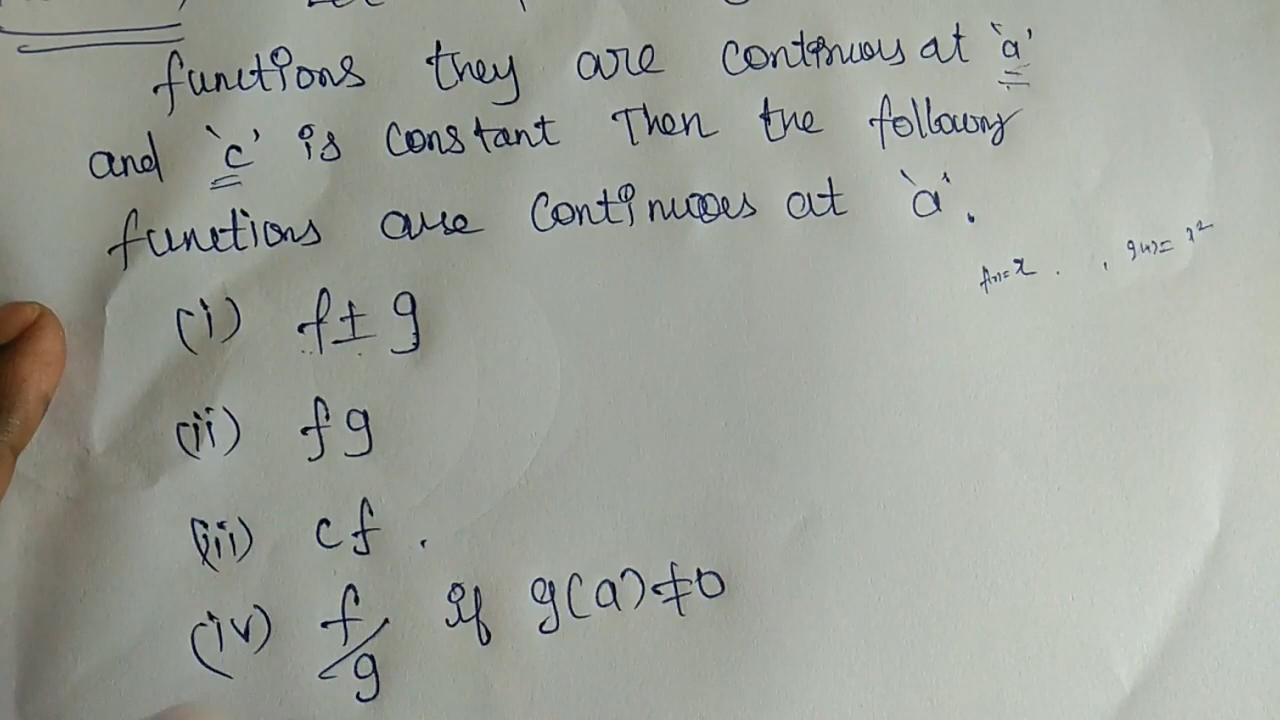 functions they are continuous at 'a'
and 'c' is constant Then the following
functions are continuous at 'a'.
f(x)=x . , g(x)=x²
(i) f±g
(ii) fg
(iii) cf .
(iv) f/g if g(a)≠0